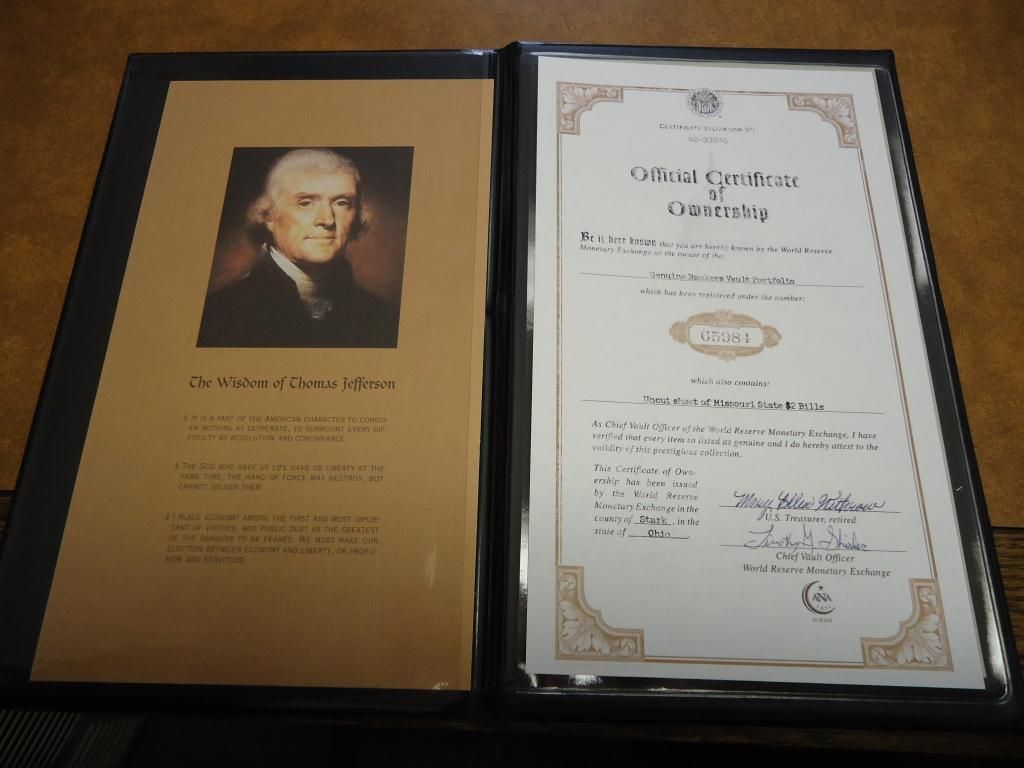 The Wisdom of Thomas Jefferson
§ IT IS A PART OF THE AMERICAN CHARACTER TO CONSID-
ER NOTHING AS DESPERATE, TO SURMOUNT EVERY DIF-
FICULTY BY RESOLUTION AND CONTRIVANCE.
§ THE GOD WHO GAVE US LIFE GAVE US LIBERTY AT THE
SAME TIME, THE HAND OF FORCE MAY DESTROY, BUT
CANNOT DISJOIN THEM.
§ I PLACE ECONOMY AMONG THE FIRST AND MOST IMPOR-
TANT OF VIRTUES, AND PUBLIC DEBT AS THE GREATEST
OF THE DANGERS TO BE FEARED. WE MUST MAKE OUR
ELECTION BETWEEN ECONOMY AND LIBERTY, OR PROFU-
SION AND SERVITUDE.
CERTIFICATE VALIDATION Nº:
02-33246
Official Certificate
of
Ownership
Be it here known that you are hereby known by the World Reserve
Monetary Exchange as the owner of the:
Genuine Bankers Vault Portfolio
which has been registered under the number:
65984
which also contains:
Uncut sheet of Missouri State $2 Bills
As Chief Vault Officer of the World Reserve Monetary Exchange, I have
verified that every item so listed as genuine and I do hereby attest to the
validity of this prestigious collection.
This Certificate of Own-
ership has been issued
by the World Reserve
Monetary Exchange in the
county of Stark, in the
state of Ohio
Mary Ellen Withrow
U.S. Treasurer, retired
Timothy J. Shisler
Chief Vault Officer
World Reserve Monetary Exchange
ANA